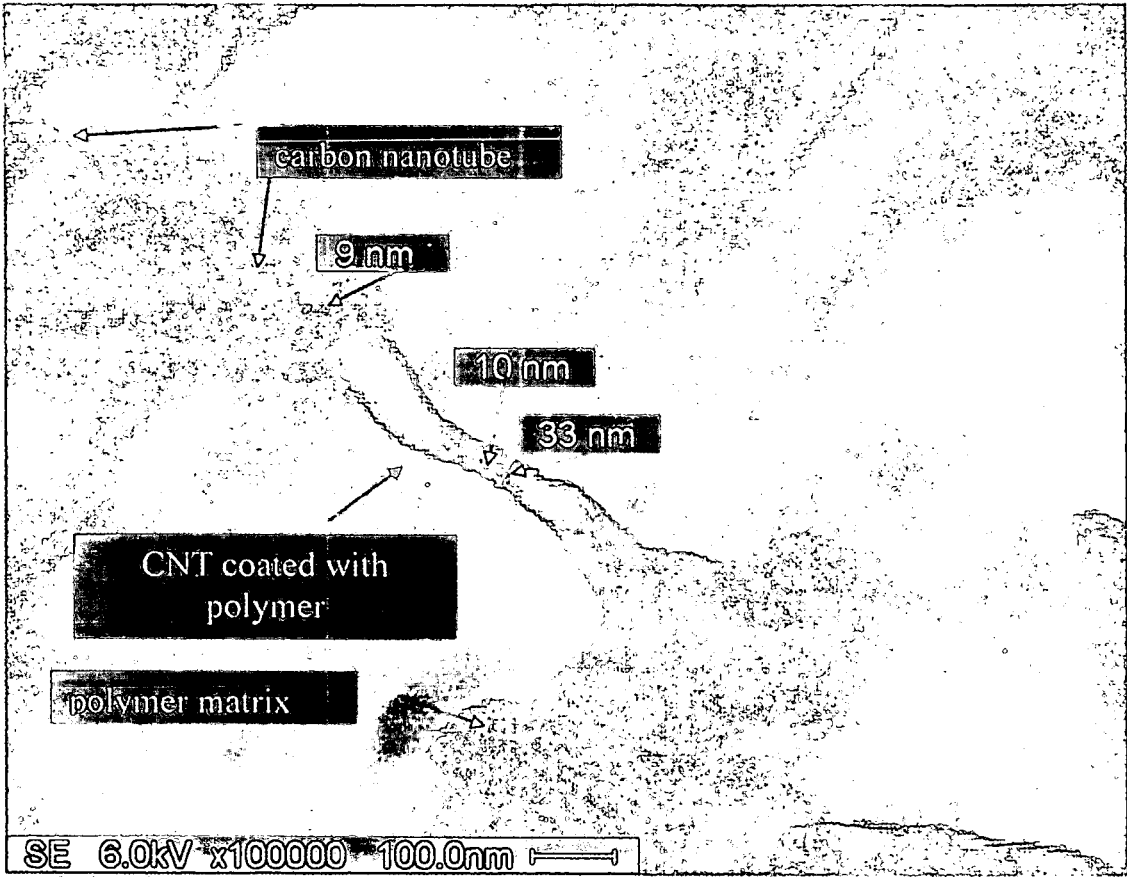 carbon nanotube
9 nm
10 nm
33 nm
CNT coated with
polymer
polymer matrix
SE 6.0kV x100000 100.0nm